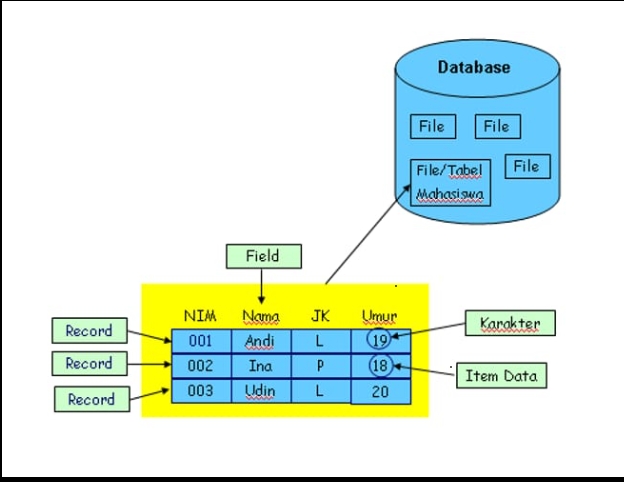 Database
File
File
File/Tabel
Mahasiswa
File
Field
NIM Nama JK Umur
Record
001 Andi L 19
Karakter
Record
002 Ina P 18
Item Data
Record
003 Udin L 20